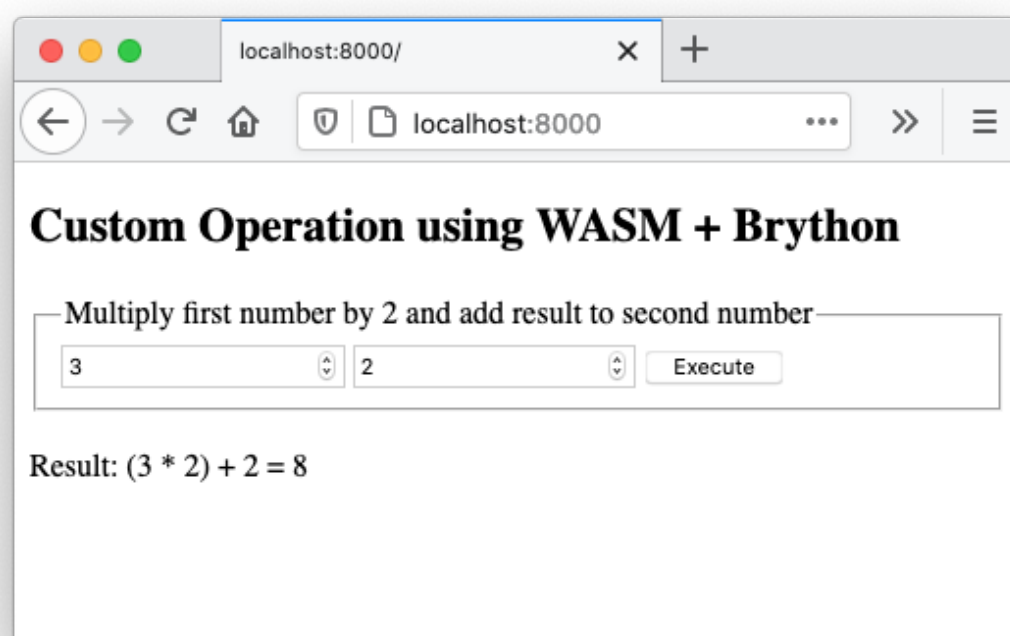 localhost:8000/
localhost:8000
Custom Operation using WASM + Brython
Multiply first number by 2 and add result to second number
3 2 Execute
Result: (3 * 2) + 2 = 8